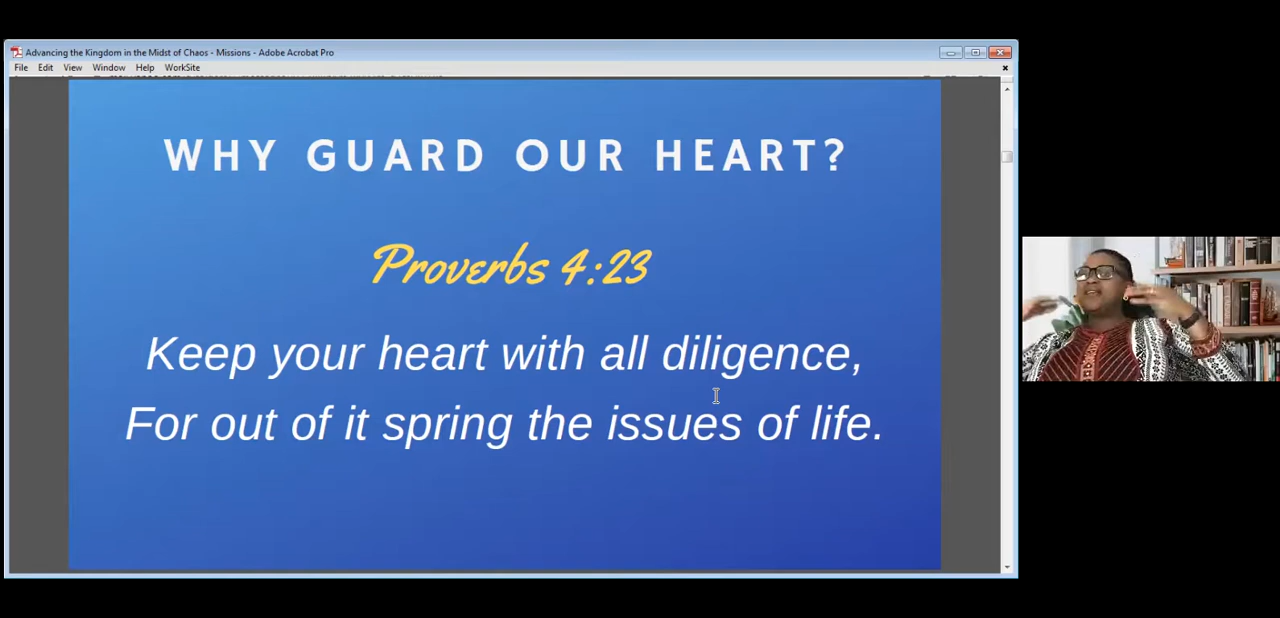 Advancing the Kingdom in the Midst of Chaos - Missions - Adobe Acrobat Pro
File Edit View Window Help WorkSite
WHY GUARD OUR HEART?
Proverbs 4:23
Keep your heart with all diligence,
For out of it spring the issues of life.